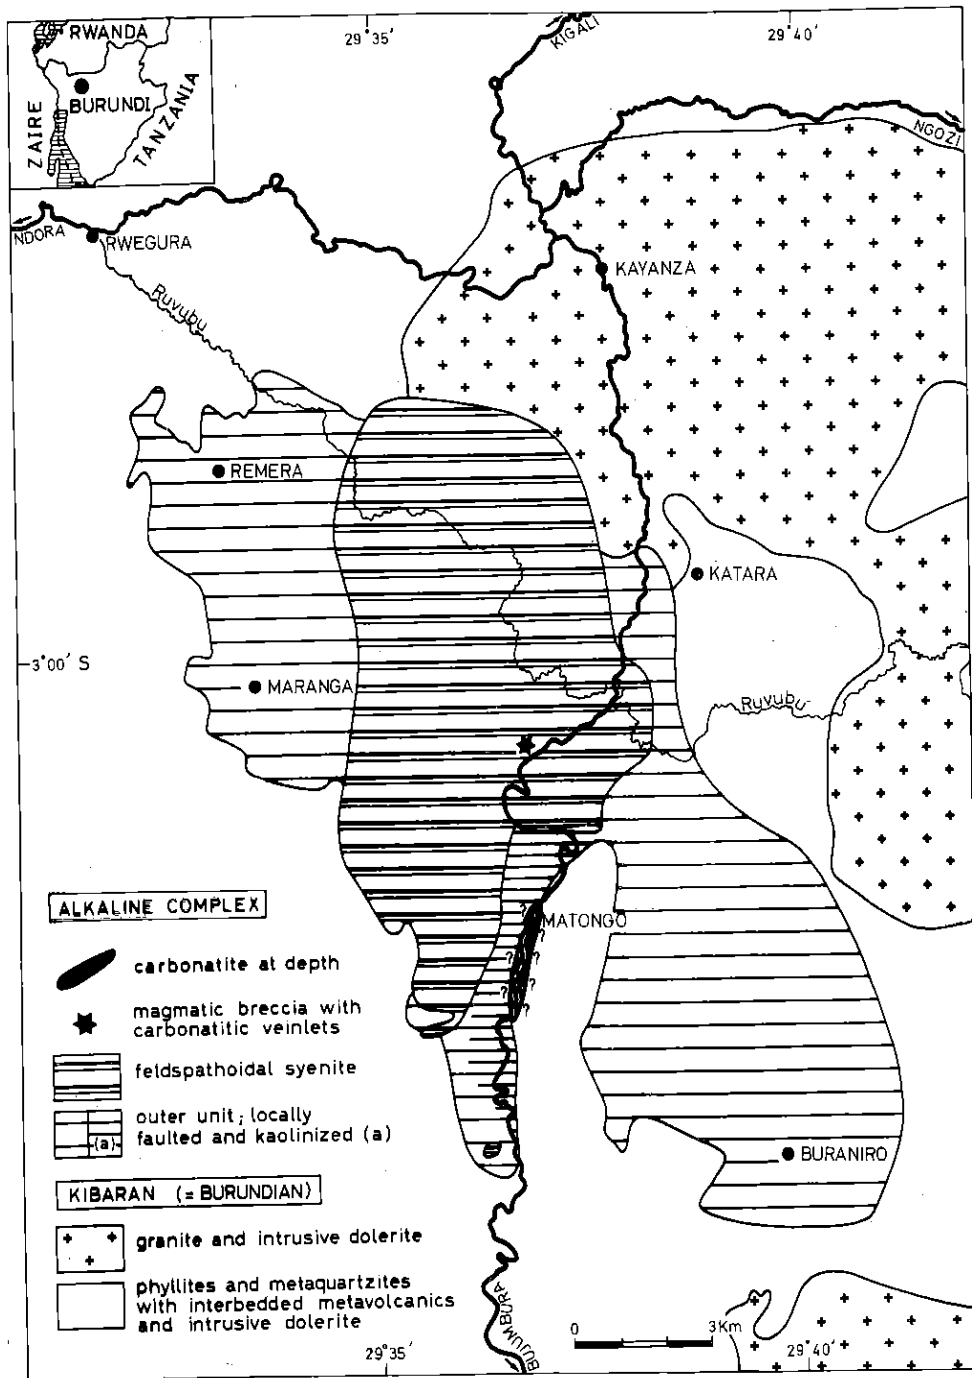 RWANDA
BURUNDI
ZAIRE
TANZANIA
29°35'
KIGALI
29°40'
NGOZI
NDORA
RWEGURA
Ruvubu
KAYANZA
REMERA
KATARA
3°00' S
MARANGA
Ruvubu
ALKALINE COMPLEX
MATONGO
? ? ? ? ? ? ? ?
carbonatite at depth
magmatic breccia with
carbonatitic veinlets
feldspathoidal syenite
outer unit; locally
faulted and kaolinized (a)
(a)
BURANIRO
KIBARAN (= BURUNDIAN)
granite and intrusive dolerite
phyllites and metaquartzites
with interbedded metavolcanics
and intrusive dolerite
BUJUMBURA
0 3Km
29°35'
29°40'